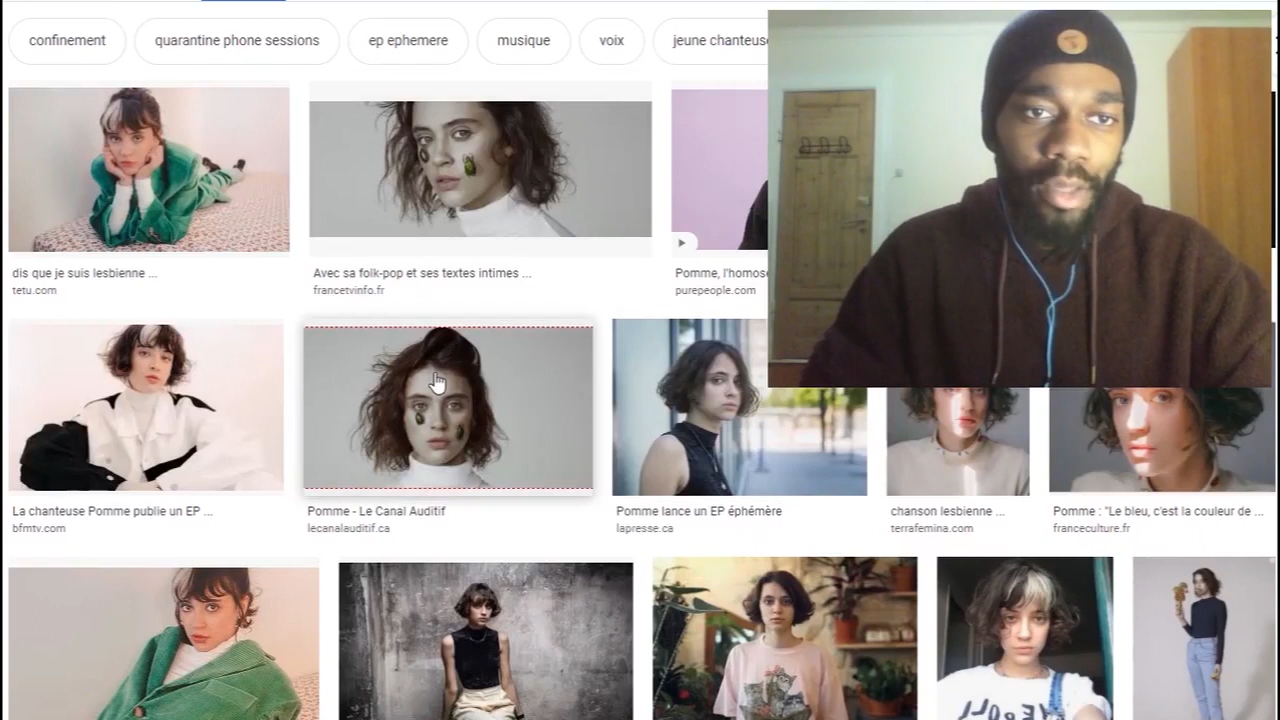 confinement
quarantine phone sessions
ep ephemere
musique
voix
jeune chanteus
dis que je suis lesbienne ...
tetu.com
Avec sa folk-pop et ses textes intimes ...
francetvinfo.fr
Pomme, l'homos
purepeople.com
La chanteuse Pomme publie un EP ...
bfmtv.com
Pomme - Le Canal Auditif
lecanalauditif.ca
Pomme lance un EP éphémère
lapresse.ca
chanson lesbienne ...
terrafemina.com
Pomme : "Le bleu, c'est la couleur de ...
franceculture.fr